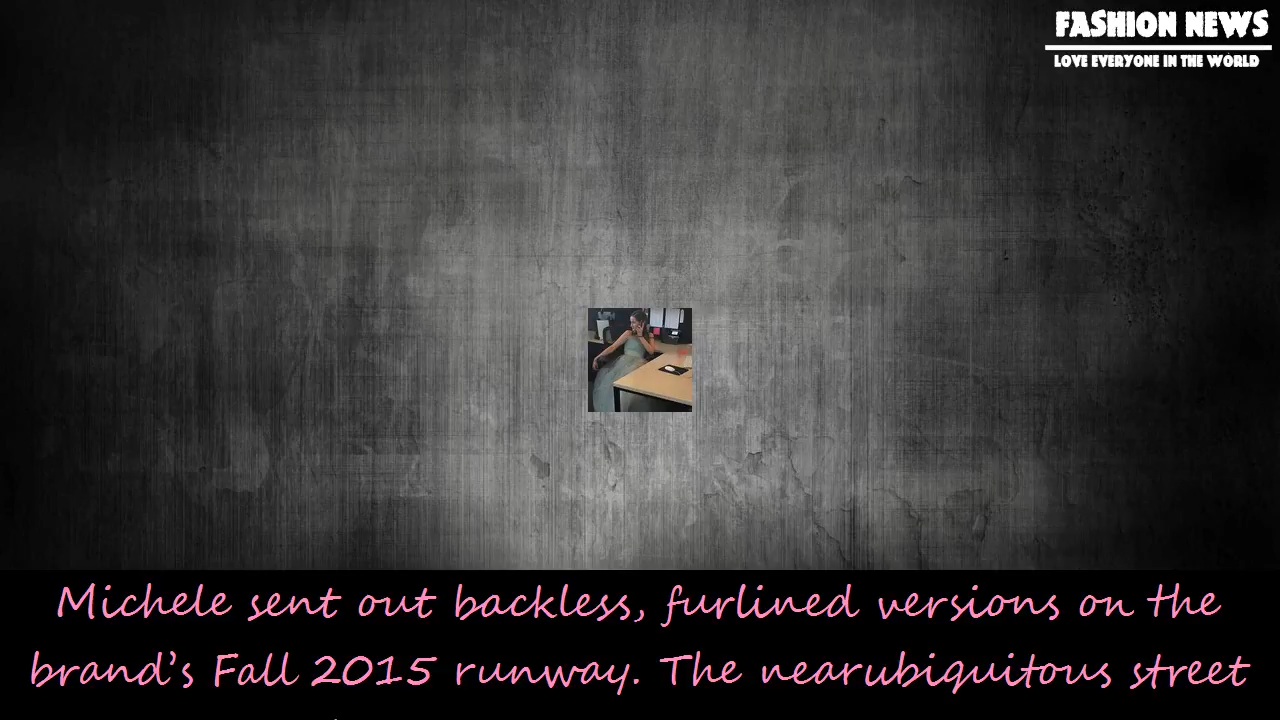 FASHION NEWS
LOVE EVERYONE IN THE WORLD
Michele sent out backless, furlined versions on the
brand's Fall 2015 runway. The nearubiquitous street